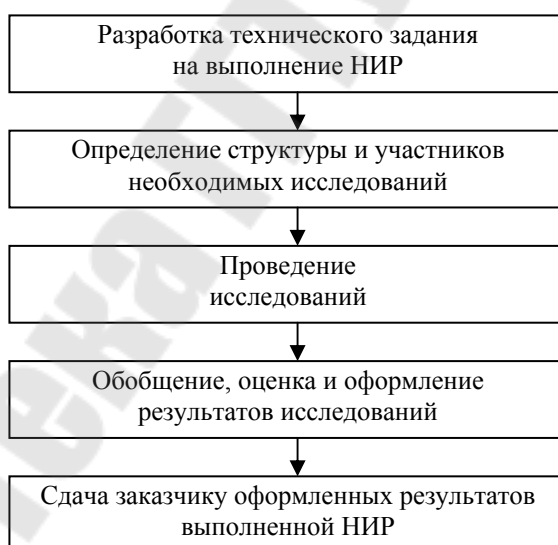 Разработка технического задания
на выполнение НИР
Определение структуры и участников
необходимых исследований
Проведение
исследований
Обобщение, оценка и оформление
результатов исследований
Сдача заказчику оформленных результатов
выполненной НИР